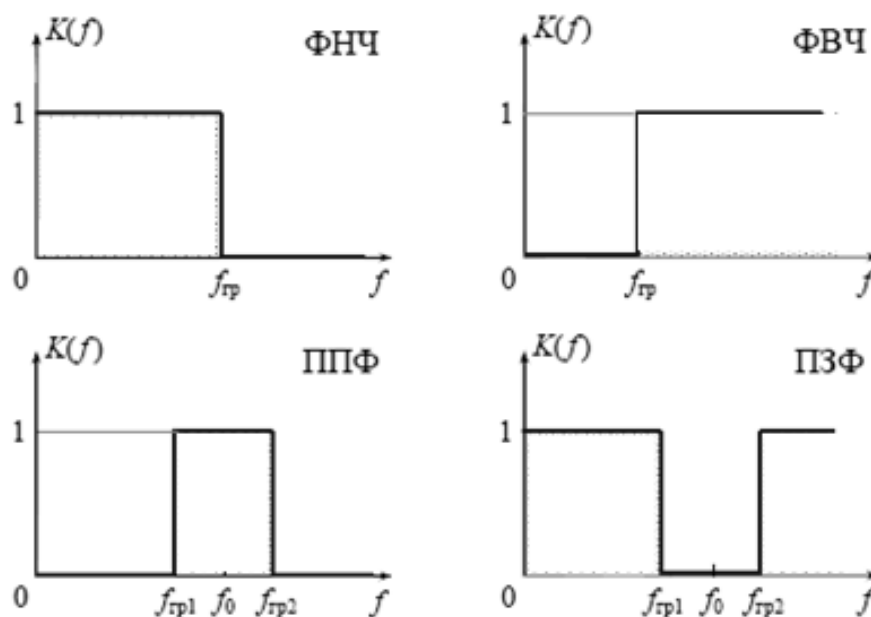 K(f) ФНЧ
1
0 fгр f
K(f) ФВЧ
1
0 fгр f
K(f) ППФ
1
0 fгр1 f0 fгр2 f
K(f) ПЗФ
1
0 fгр1 f0 fгр2 f